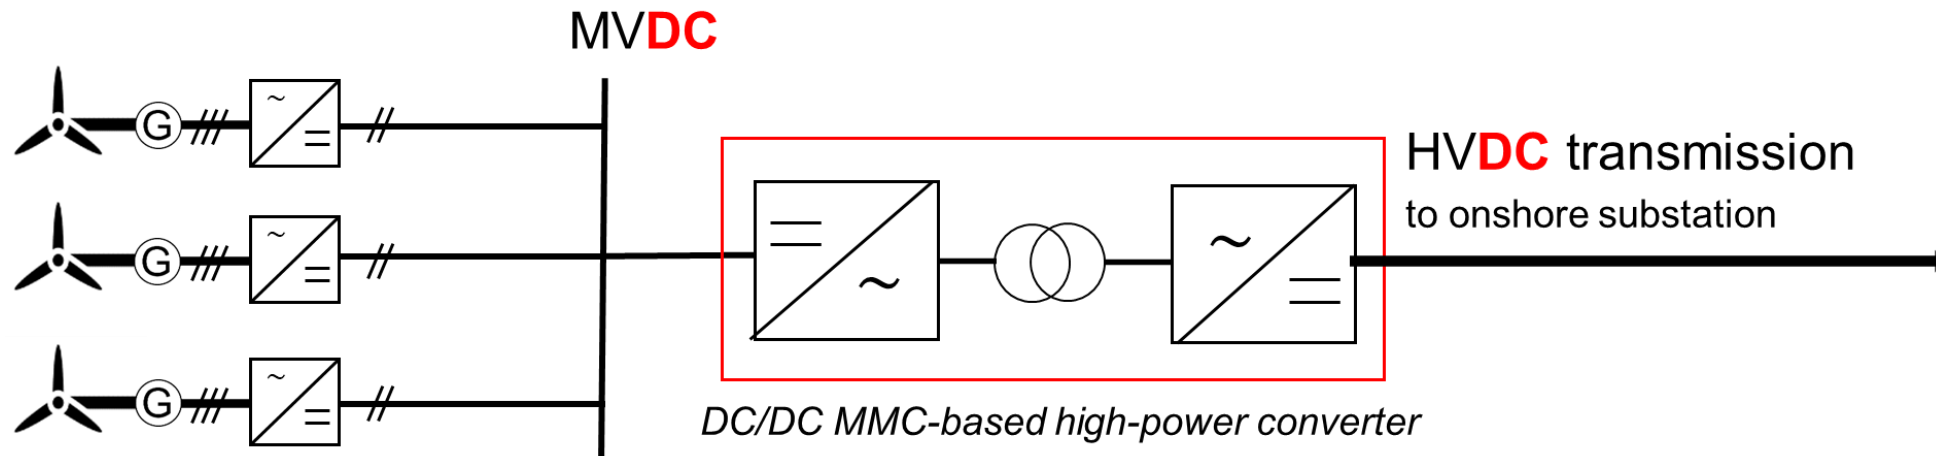 MVDC
G
~
=
G
~
=
G
~
=
=
~
~
=
HVDC transmission
to onshore substation
DC/DC MMC-based high-power converter